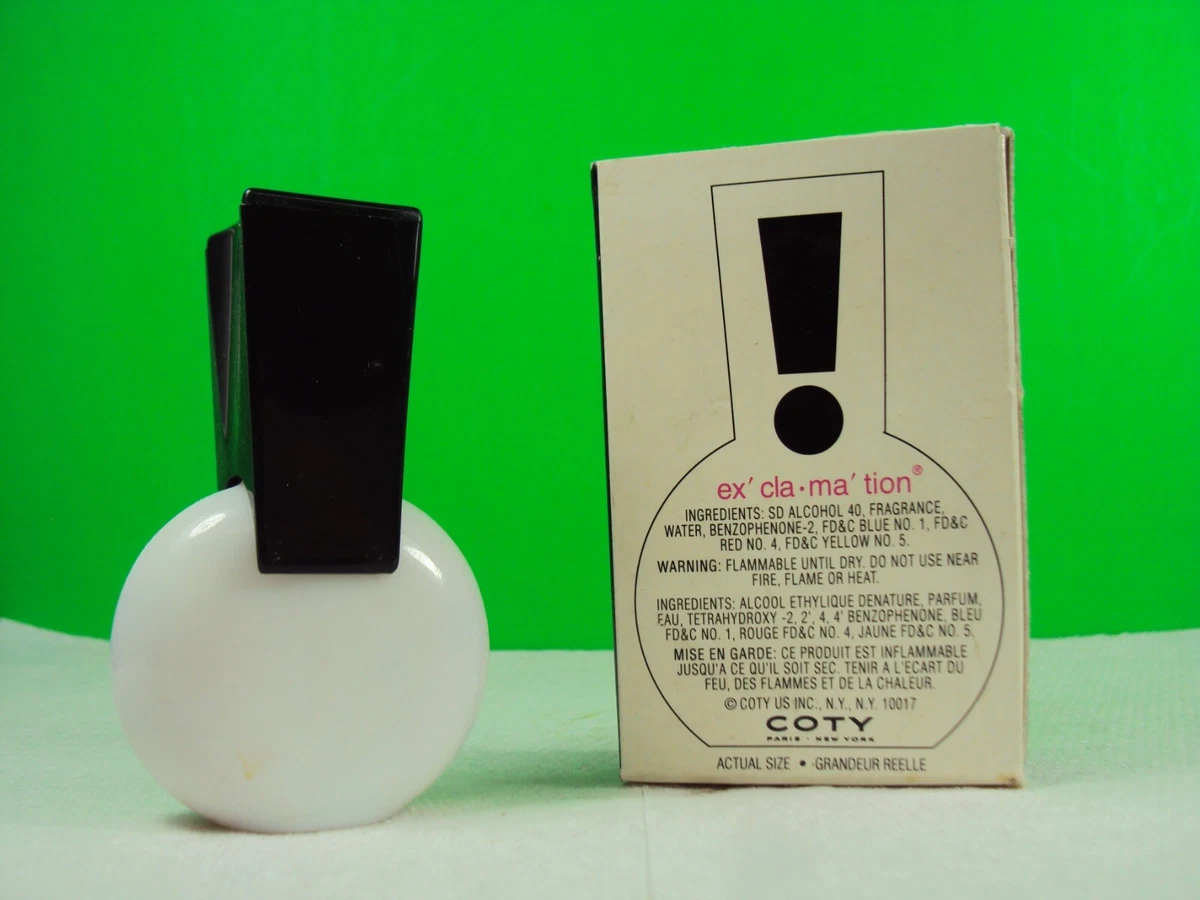 ex′ cla·ma′ tion®
INGREDIENTS: SD ALCOHOL 40, FRAGRANCE,
WATER, BENZOPHENONE-2, FD&C BLUE NO. 1, FD&C
RED NO. 4, FD&C YELLOW NO. 5.
WARNING: FLAMMABLE UNTIL DRY. DO NOT USE NEAR
FIRE, FLAME OR HEAT.
INGREDIENTS: ALCOOL ETHYLIQUE DENATURE, PARFUM,
EAU, TETRAHYDROXY -2, 2', 4, 4' BENZOPHENONE, BLEU
FD&C NO. 1, ROUGE FD&C NO. 4, JAUNE FD&C NO. 5.
MISE EN GARDE: CE PRODUIT EST INFLAMMABLE
JUSQU'A CE QU'IL SOIT SEC. TENIR A L'ECART DU
FEU, DES FLAMMES ET DE LA CHALEUR.
© COTY US INC., N.Y., N.Y. 10017
COTY
PARIS · NEW YORK
ACTUAL SIZE • GRANDEUR REELLE